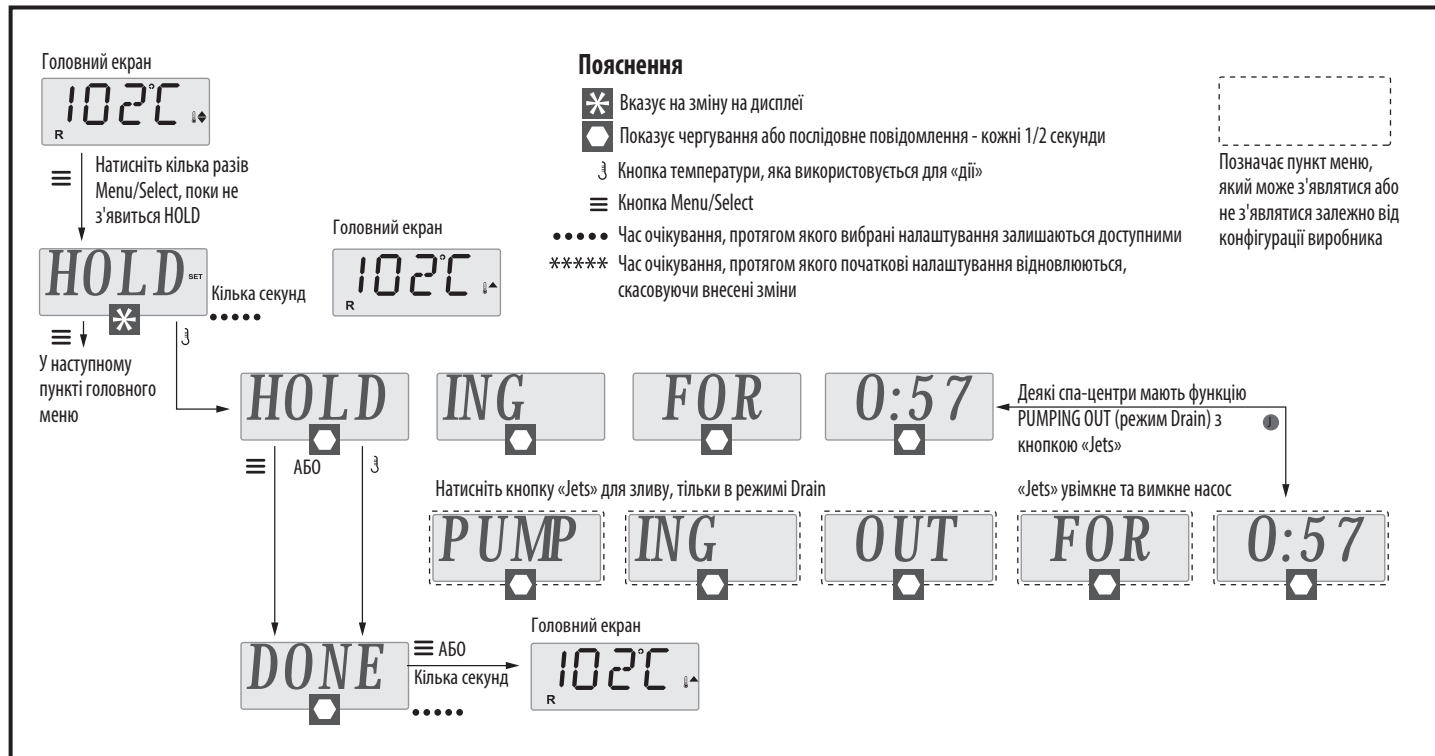 Головний екран
102°C
R
Натисніть кілька разів
Menu/Select, поки не
з'явиться HOLD
HOLD
SET
Кілька секунд
У наступному
пункті головного
меню
Головний екран
102°C
R
Пояснення
Вказує на зміну на дисплеї
Показує чергування або послідовне повідомлення - кожні 1/2 секунди
Кнопка температури, яка використовується для «дії»
Кнопка Menu/Select
••••• Час очікування, протягом якого вибрані налаштування залишаються доступними
***** Час очікування, протягом якого початкові налаштування відновлюються,
скасовуючи внесені зміни
Позначає пункт меню,
який може з'являтися або
не з'являтися залежно від
конфігурації виробника
HOLD ING FOR 0:57
Деякі спа-центри мають функцію
PUMPING OUT (режим Drain) з
кнопкою «Jets»
J
АБО
Натисніть кнопку «Jets» для зливу, тільки в режимі Drain
«Jets» увімкне та вимкне насос
PUMP ING OUT FOR 0:57
DONE
АБО
Кілька секунд
Головний екран
102°C
R